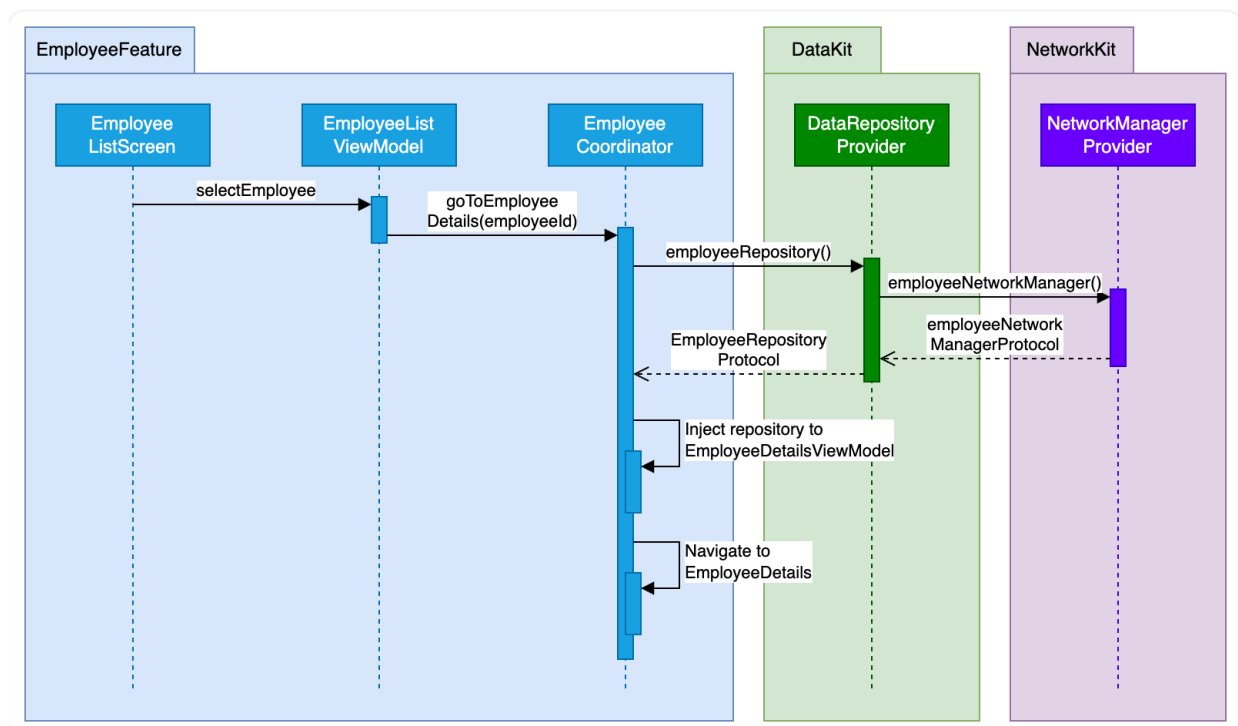 EmployeeFeature
DataKit
NetworkKit
Employee
ListScreen
EmployeeList
ViewModel
Employee
Coordinator
DataRepository
Provider
NetworkManager
Provider
selectEmployee
goToEmployee
Details(employeeId)
employeeRepository()
employeeNetworkManager()
employeeNetwork
ManagerProtocol
EmployeeRepository
Protocol
Inject repository to
EmployeeDetailsViewModel
Navigate to
EmployeeDetails